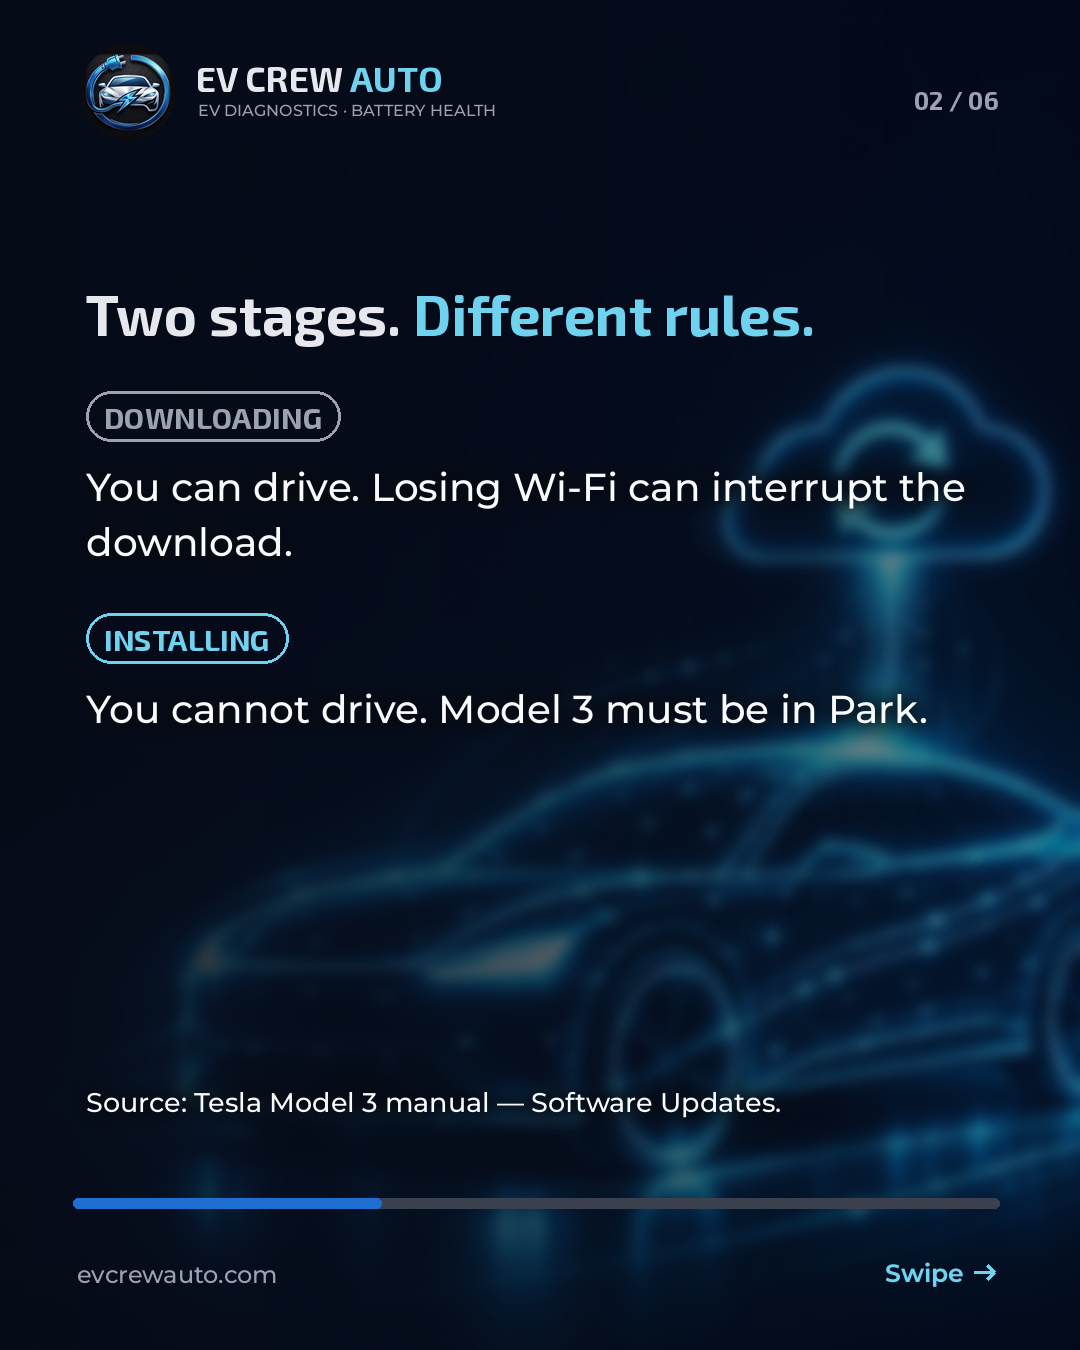 EV CREW AUTO
EV DIAGNOSTICS · BATTERY HEALTH
02 / 06
Two stages. Different rules.
DOWNLOADING
You can drive. Losing Wi-Fi can interrupt the
download.
INSTALLING
You cannot drive. Model 3 must be in Park.
Source: Tesla Model 3 manual — Software Updates.
evcrewauto.com
Swipe →